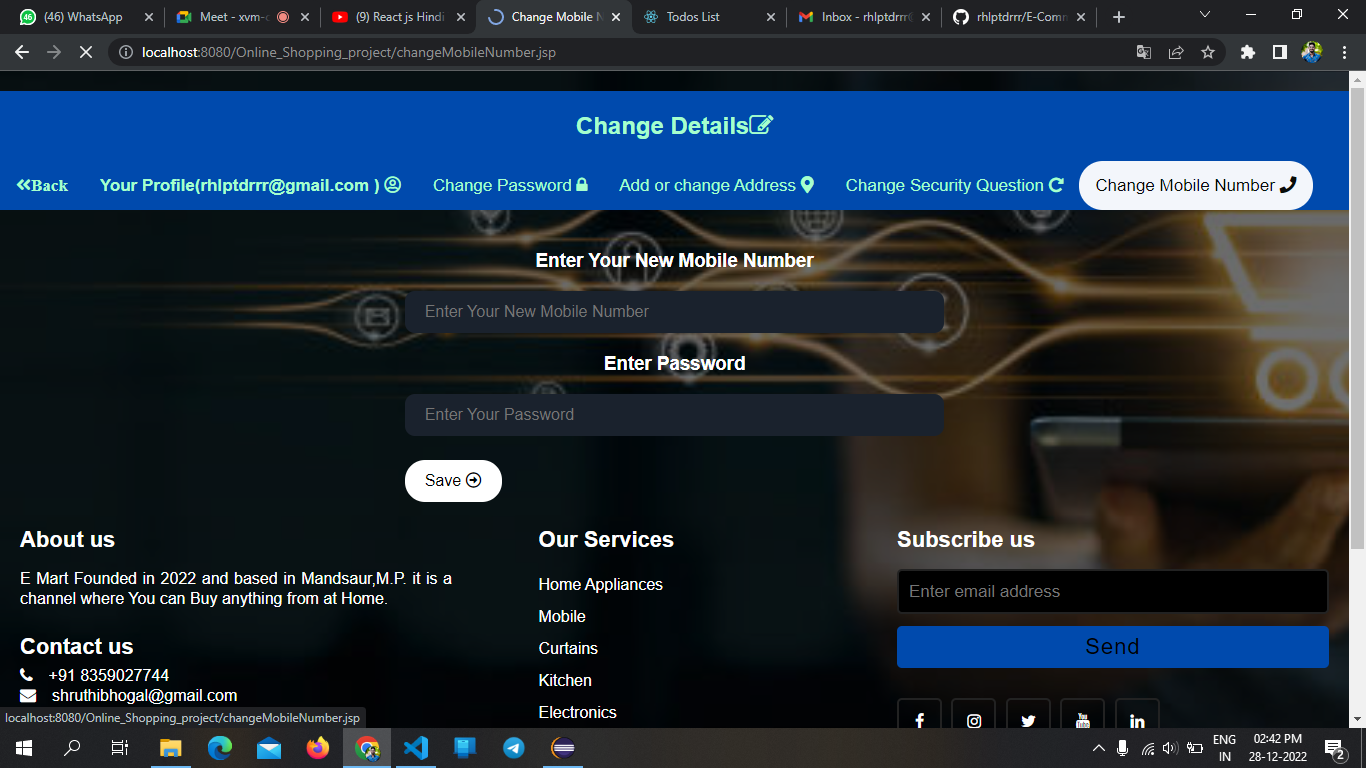 (46) WhatsApp
Meet - xvm-c
(9) React js Hindi
Change Mobile N
Todos List
Inbox - rhlptdrrr@
rhlptdrrr/E-Comm
localhost:8080/Online_Shopping_project/changeMobileNumber.jsp
Change Details
Back
Your Profile(rhlptdrrr@gmail.com )
Change Password
Add or change Address
Change Security Question
Change Mobile Number
Enter Your New Mobile Number
Enter Your New Mobile Number
Enter Password
Enter Your Password
Save
About us
E Mart Founded in 2022 and based in Mandsaur,M.P. it is a
channel where You can Buy anything from at Home.
Contact us
+91 8359027744
shruthibhogal@gmail.com
Our Services
Home Appliances
Mobile
Curtains
Kitchen
Electronics
Subscribe us
Enter email address
Send
You
Tube
localhost:8080/Online_Shopping_project/changeMobileNumber.jsp
ENG
IN
02:42 PM
28-12-2022
2